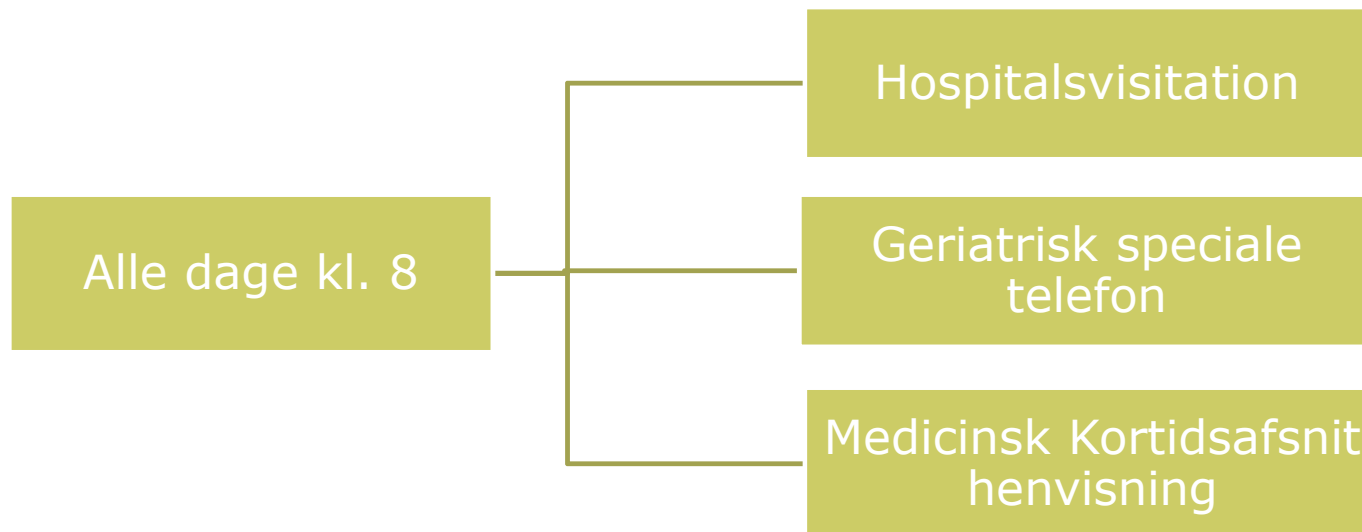 Hospitalsvisitation
Alle dage kl. 8
Geriatrisk speciale
telefon
Medicinsk Kortidsafsnit
henvisning